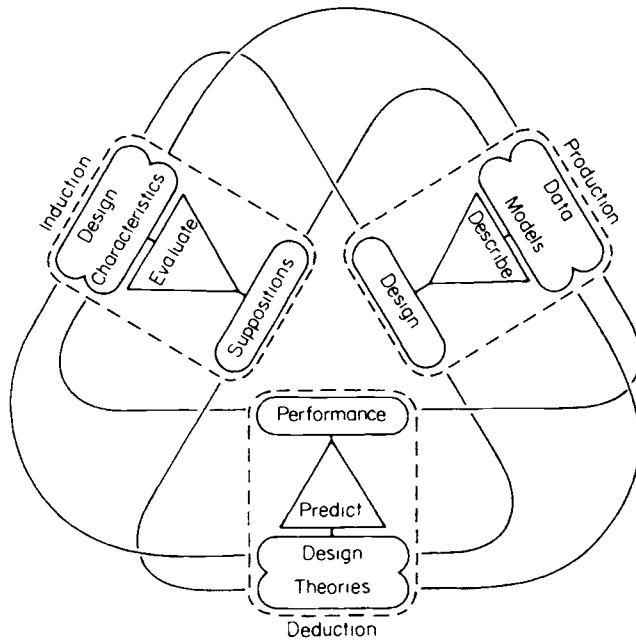 Induction
Design
Characteristics
Evaluate
Suppositions
Production
Data
Models
Describe
Design
Performance
Predict
Design
Theories
Deduction